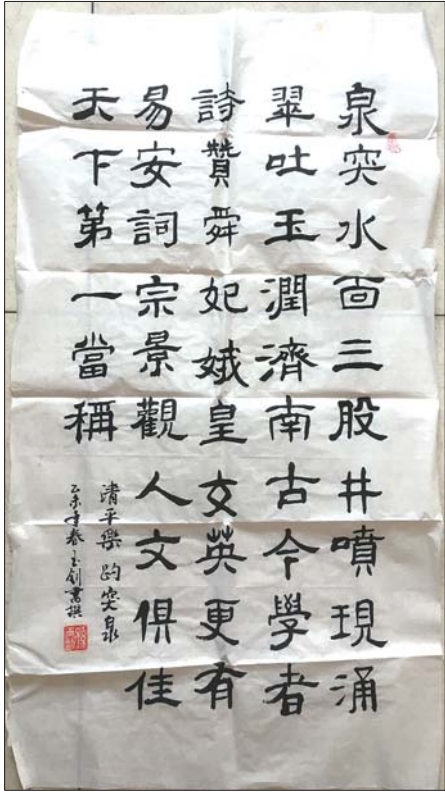 泉突水靣三股井噴現涌
翠吐玉潤濟南古今學者
詩贊舜妃娥皇女英更有
易安詞宗景觀人文俱佳
天下第一當稱
清平樂 趵突泉
乙未年春 玉書撰